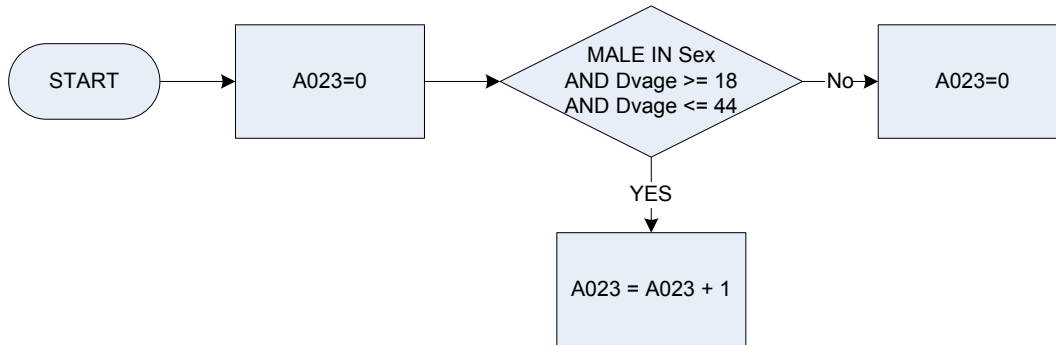 START
A023=0
MALE IN Sex
AND Dvage >= 18
AND Dvage <= 44
No
A023=0
YES
A023 = A023 + 1